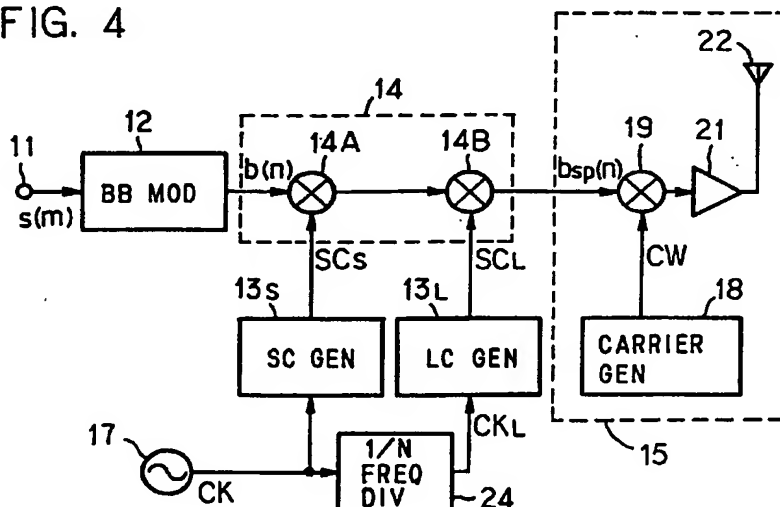 FIG. 4
22
14
12
19
21
11
14A
14B
b(n)
bsp(n)
BB MOD
s(m)
SCS
SCL
CW
13S
13L
18
SC GEN
LC GEN
CARRIER
GEN
17
CKL
15
1/N
FREQ
DIV
CK
24